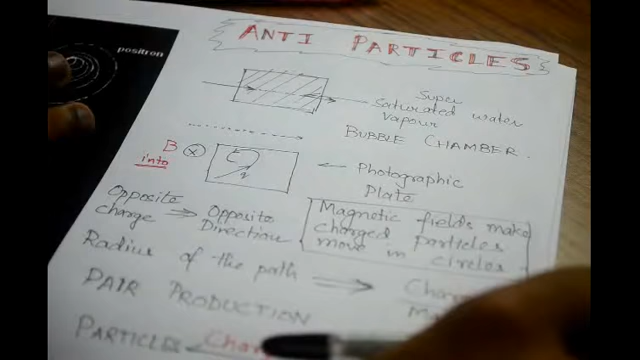 positron
ANTI PARTICLES
Super
Saturated water
Vapour
BUBBLE CHAMBER.
B
into
Photographic
Plate
Opposite
charge ⇒ Opposite
Direction
Magnetic fields make
charged particles
move in circles
Radius of the path ⇒
PAIR PRODUCTION
PARTICLES